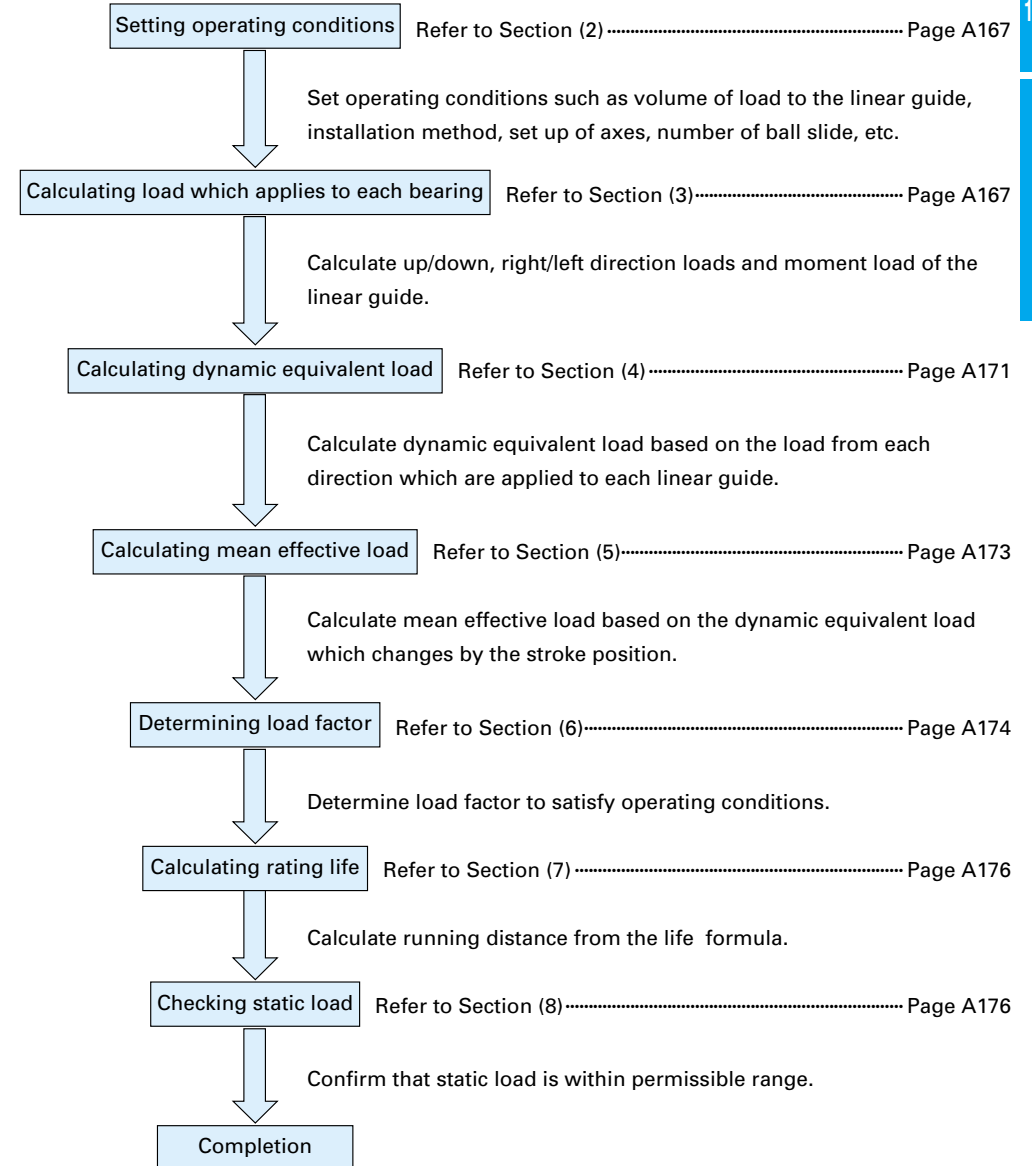 1
Setting operating conditions Refer to Section (2) ································ Page A167
Set operating conditions such as volume of load to the linear guide,
installation method, set up of axes, number of ball slide, etc.
Calculating load which applies to each bearing Refer to Section (3)································ Page A167
Calculate up/down, right/left direction loads and moment load of the
linear guide.
Calculating dynamic equivalent load Refer to Section (4) ································ Page A171
Calculate dynamic equivalent load based on the load from each
direction which are applied to each linear guide.
Calculating mean effective load Refer to Section (5)································ Page A173
Calculate mean effective load based on the dynamic equivalent load
which changes by the stroke position.
Determining load factor Refer to Section (6)································ Page A174
Determine load factor to satisfy operating conditions.
Calculating rating life Refer to Section (7) ································ Page A176
Calculate running distance from the life formula.
Checking static load Refer to Section (8)································ Page A176
Confirm that static load is within permissible range.
Completion